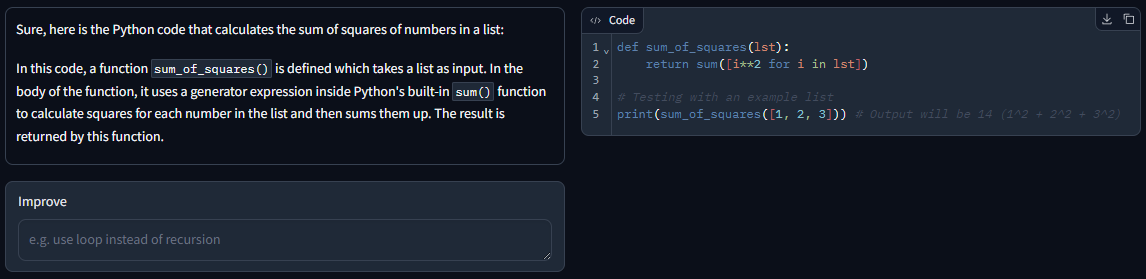 Sure, here is the Python code that calculates the sum of squares of numbers in a list:
In this code, a function sum_of_squares() is defined which takes a list as input. In the
body of the function, it uses a generator expression inside Python's built-in sum() function
to calculate squares for each number in the list and then sums them up. The result is
returned by this function.
Improve
e.g. use loop instead of recursion
</> Code
1 def sum_of_squares(lst):
2     return sum([i**2 for i in lst])
3
4 # Testing with an example list
5 print(sum_of_squares([1, 2, 3])) # Output will be 14 (1^2 + 2^2 + 3^2)